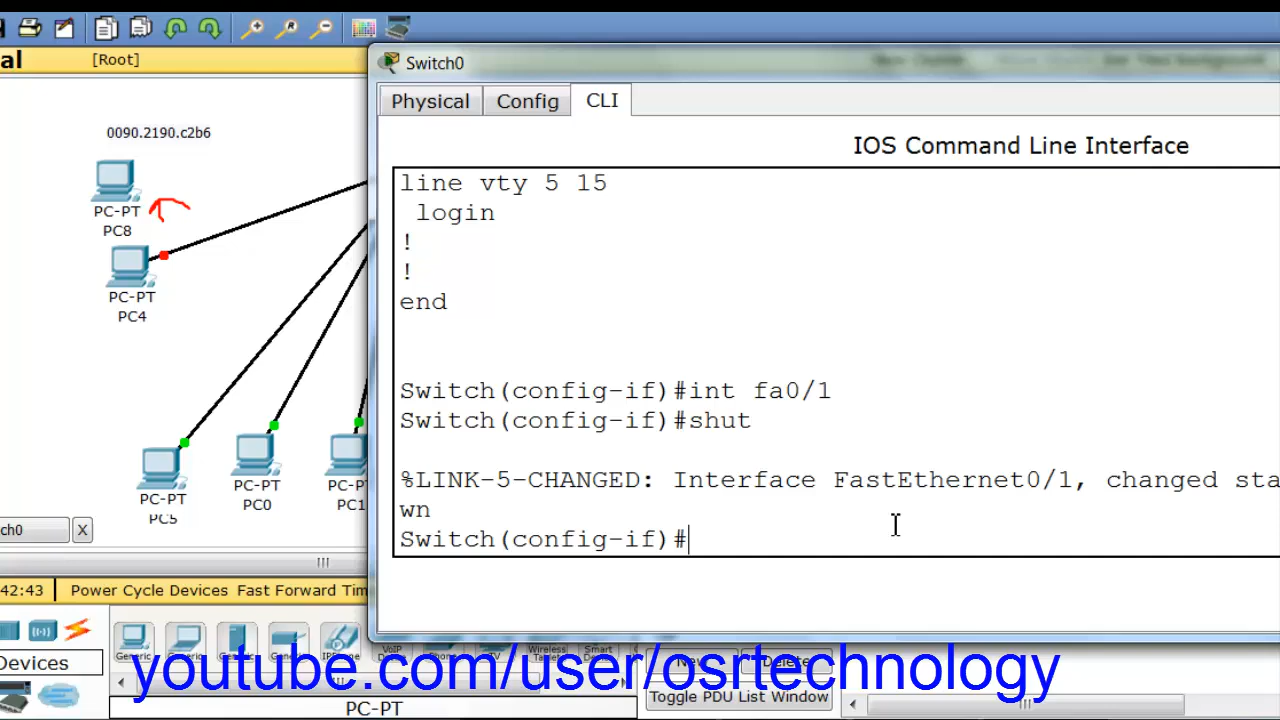 al
[Root]
Switch0
Physical
Config
CLI
IOS Command Line Interface
0090.2190.c2b6
PC-PT
PC8
PC-PT
PC4
PC-PT
PC5
PC-PT
PC0
PC-PT
PC1
line vty 5 15
login
!
!
end
Switch(config-if)#int fa0/1
Switch(config-if)#shut
%LINK-5-CHANGED: Interface FastEthernet0/1, changed sta
wn
Switch(config-if)#
ch0
X
42:43
Power Cycle Devices Fast Forward Tim
Devices
youtube.com/user/osrtechnology
Toggle PDU List Window
PC-PT